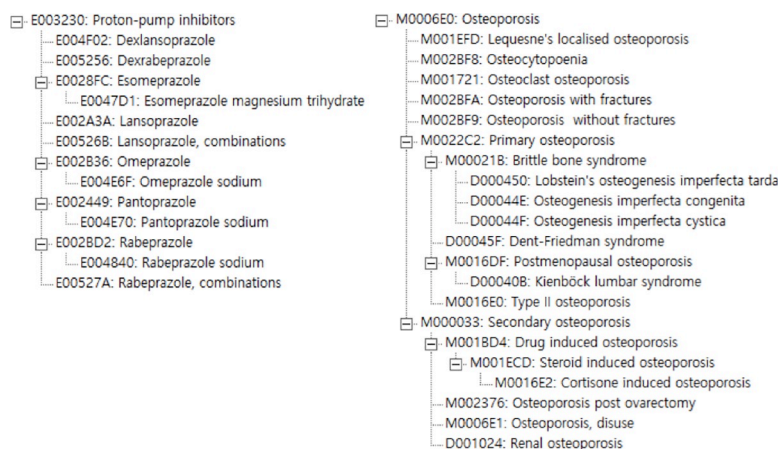 E003230: Proton-pump inhibitors
E004F02: Dexlansoprazole
E005256: Dexrabeprazole
E0028FC: Esomeprazole
E0047D1: Esomeprazole magnesium trihydrate
E002A3A: Lansoprazole
E00526B: Lansoprazole, combinations
E002B36: Omeprazole
E004E6F: Omeprazole sodium
E002449: Pantoprazole
E004E70: Pantoprazole sodium
E002BD2: Rabeprazole
E004840: Rabeprazole sodium
E00527A: Rabeprazole, combinations
M0006E0: Osteoporosis
M001EFD: Lequesne's localised osteoporosis
M002BF8: Osteocytopoenia
M001721: Osteoclast osteoporosis
M002BFA: Osteoporosis with fractures
M002BF9: Osteoporosis without fractures
M0022C2: Primary osteoporosis
M00021B: Brittle bone syndrome
D000450: Lobstein's osteogenesis imperfecta tarda
D00044E: Osteogenesis imperfecta congenita
D00044F: Osteogenesis imperfecta cystica
D00045F: Dent-Friedman syndrome
M0016DF: Postmenopausal osteoporosis
D00040B: Kienböck lumbar syndrome
M0016E0: Type II osteoporosis
M000033: Secondary osteoporosis
M001BD4: Drug induced osteoporosis
M001ECD: Steroid induced osteoporosis
M0016E2: Cortisone induced osteoporosis
M002376: Osteoporosis post ovarectomy
M0006E1: Osteoporosis, disuse
D001024: Renal osteoporosis